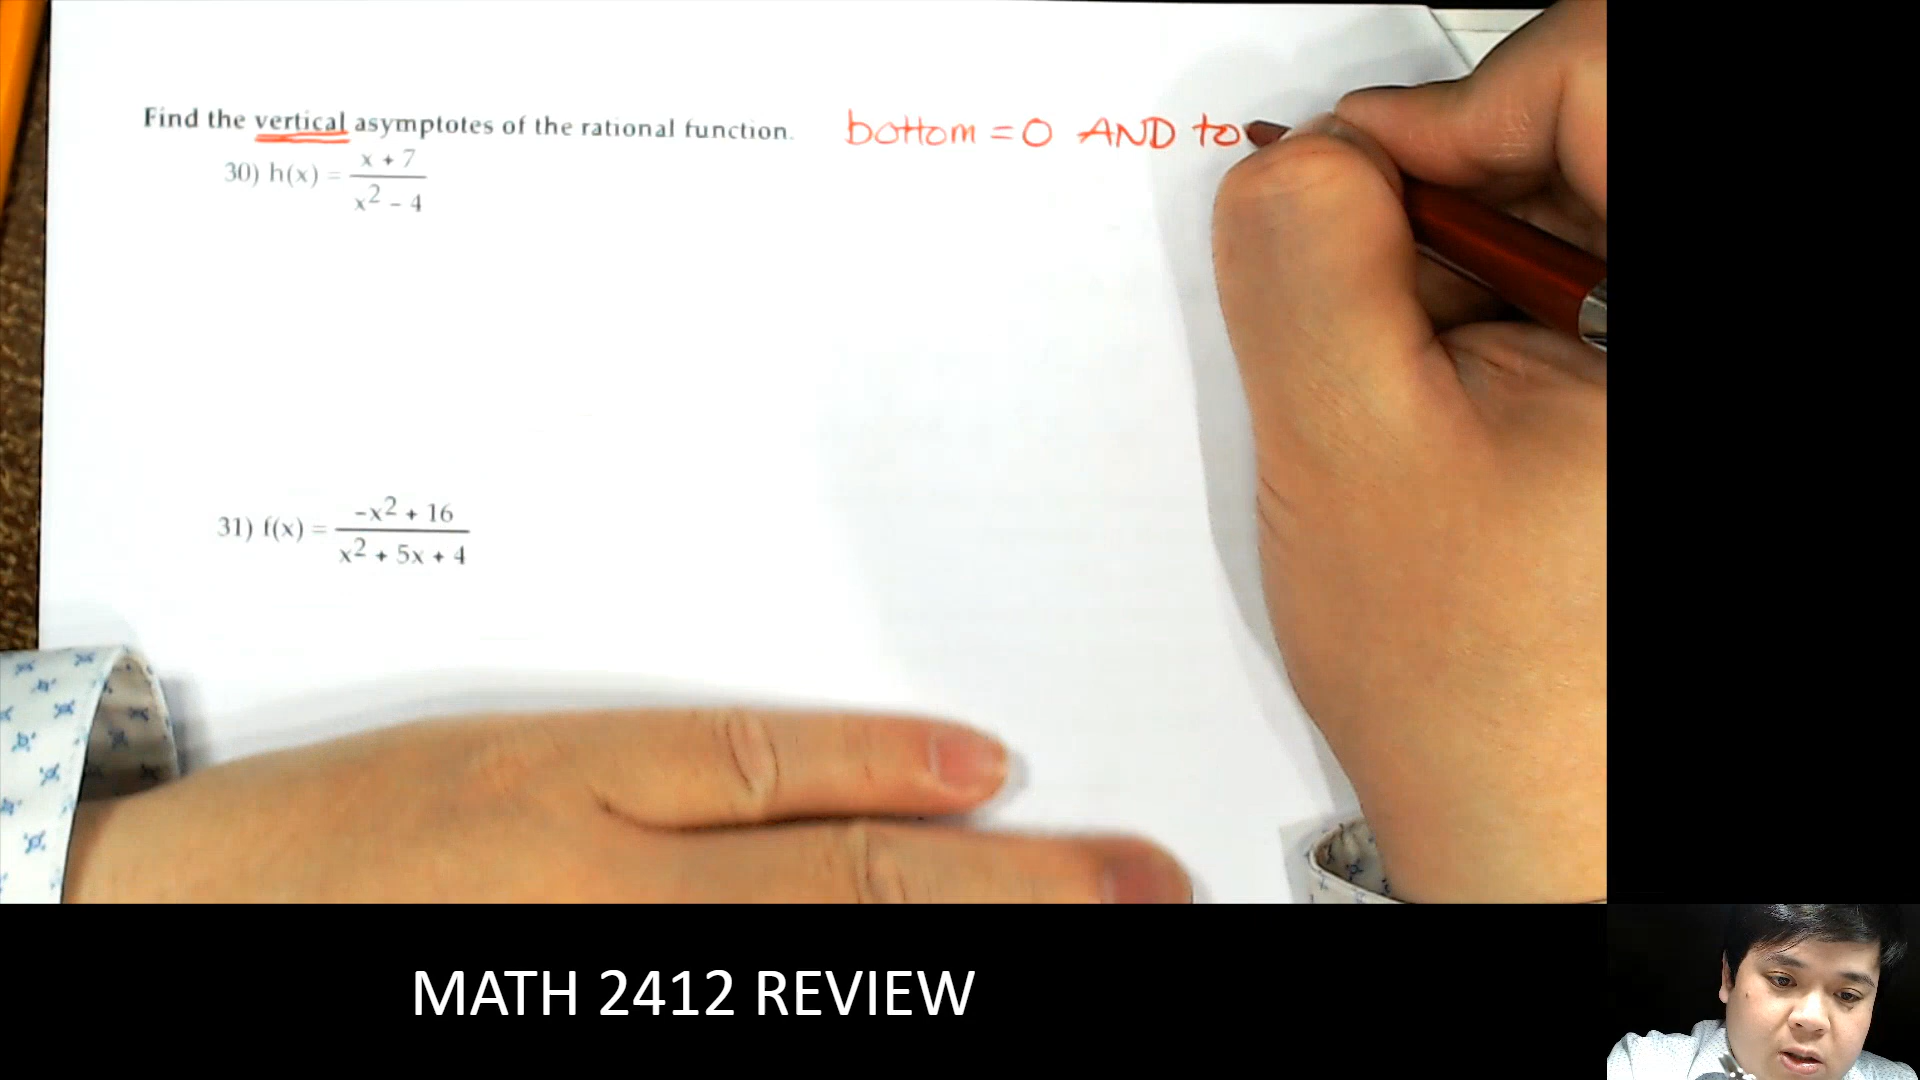 Find the vertical asymptotes of the rational function. bottom = 0 AND to
30) h(x) = x + 7 / x² – 4
31) f(x) = –x² + 16 / x² + 5x + 4
MATH 2412 REVIEW